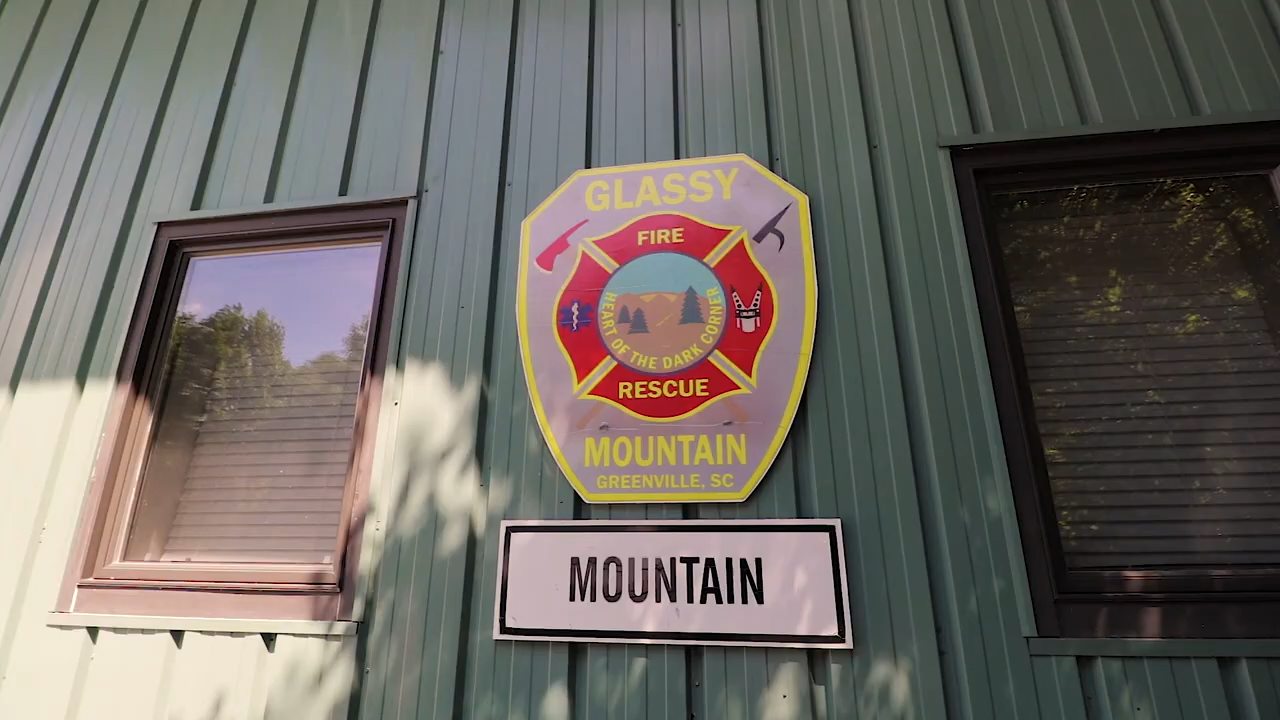 GLASSY
FIRE
HEART OF THE DARK CORNER
RESCUE
MOUNTAIN
GREENVILLE, SC
MOUNTAIN